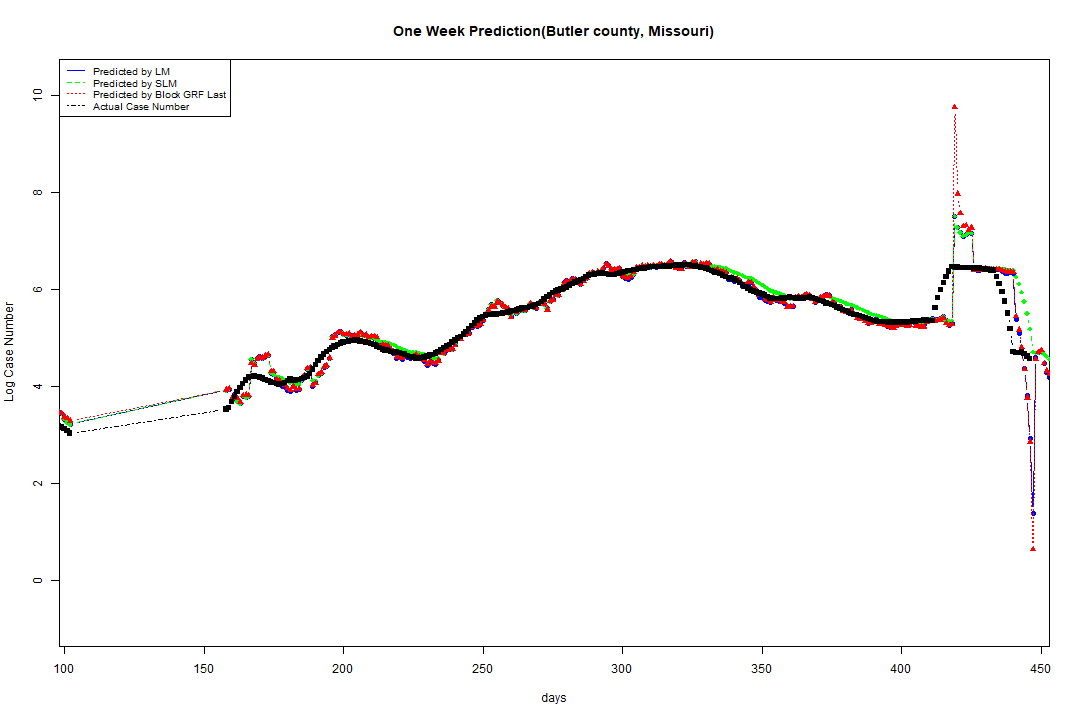 One Week Prediction(Butler county, Missouri)
Predicted by LM
Predicted by SLM
Predicted by Block GRF Last
Actual Case Number
Log Case Number
10
8
6
4
2
0
100 150 200 250 300 350 400 450
days